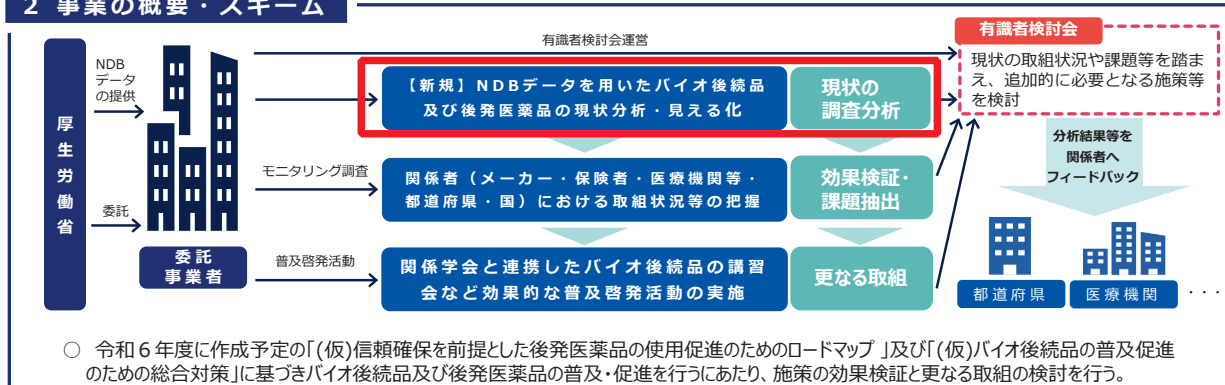 2 事業の概要・スキーム
有識者検討会運営
有識者検討会
現状の取組状況や課題等を踏ま
え、追加的に必要となる施策等
を検討
NDB
データ
の提供
厚生労働省
委託
委託
事業者
【新規】NDBデータを用いたバイオ後続品
及び後発医薬品の現状分析・見える化
現状の
調査分析
モニタリング調査
関係者（メーカー・保険者・医療機関等・
都道府県・国）における取組状況等の把握
効果検証・
課題抽出
普及啓発活動
関係学会と連携したバイオ後続品の講習
会など効果的な普及啓発活動の実施
更なる取組
分析結果等を
関係者へ
フィードバック
都道府県
医療機関
・・・
○ 令和６年度に作成予定の「(仮)信頼確保を前提とした後発医薬品の使用促進のためのロードマップ 」及び「(仮)バイオ後続品の普及促進
のための総合対策」に基づきバイオ後続品及び後発医薬品の普及・促進を行うにあたり、施策の効果検証と更なる取組の検討を行う。